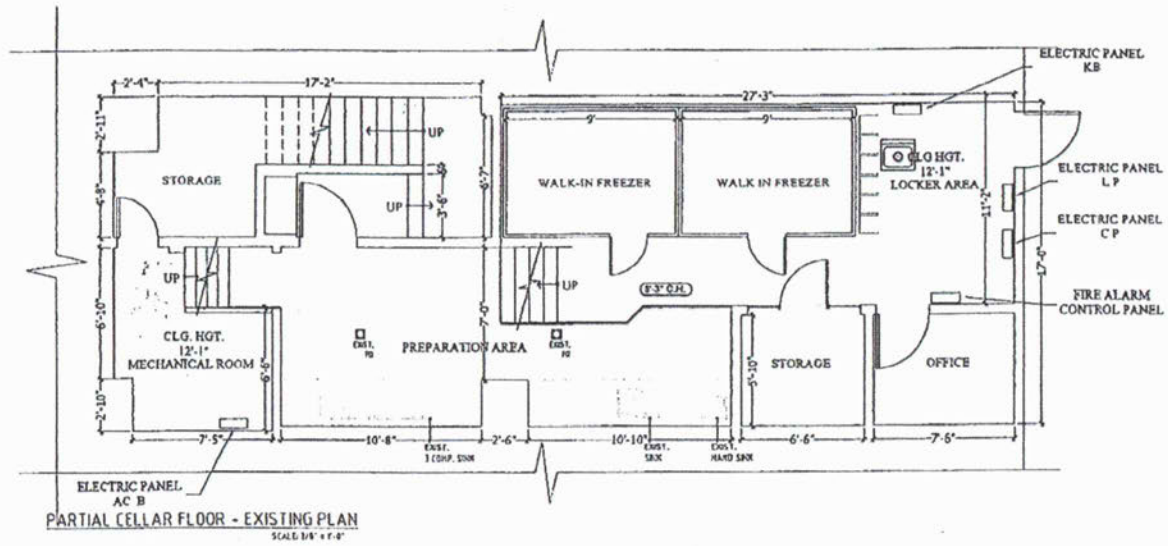 ELECTRIC PANEL
KB
2'-4"
17'-2"
27'-3"
9'
9'
2'-11"
UP
CLG HGT.
12'-1"
LOCKER AREA
STORAGE
WALK-IN FREEZER
WALK IN FREEZER
6'-7"
11'-2"
ELECTRIC PANEL
L P
4'-8"
UP
3'-6"
ELECTRIC PANEL
C P
17'-0"
UP
UP
8'-3" C.H.
FIRE ALARM
CONTROL PANEL
6'-10"
7'-0"
CLG. HGT.
12'-1"
MECHANICAL ROOM
EXIST.
EXIST.
PREPARATION AREA
STORAGE
OFFICE
6'-6"
5'-10"
2'-10"
7'-5"
10'-8"
2'-6"
10'-10"
6'-6"
7'-5"
EXIST.
3 COMP. SINK
EXIST.
SINK
EXIST.
HAND SINK
ELECTRIC PANEL
AC B
PARTIAL CELLAR FLOOR - EXISTING PLAN